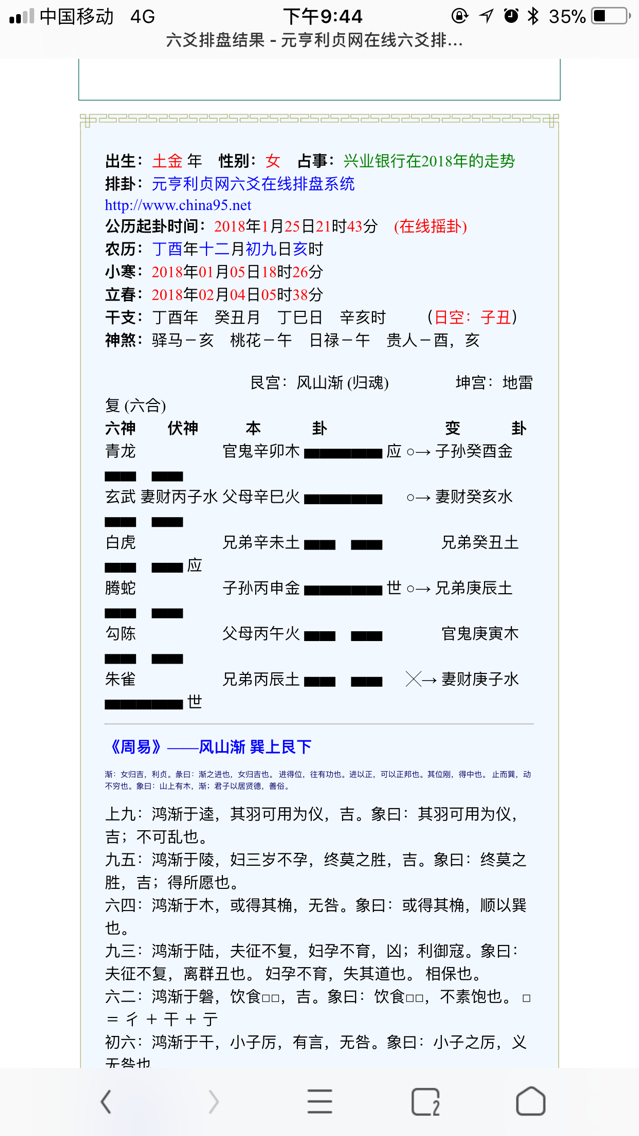 中国移动 4G 下午9:44 35%
六爻排盘结果 - 元亨利贞网在线六爻排...
出生：土金 年 性别：女 占事：兴业银行在2018年的走势
排卦：元亨利贞网六爻在线排盘系统
http://www.china95.net
公历起卦时间：2018年1月25日21时43分 (在线摇卦)
农历：丁酉年十二月初九日亥时
小寒：2018年01月05日18时26分
立春：2018年02月04日05时38分
干支：丁酉年 癸丑月 丁巳日 辛亥时 （日空：子丑）
神煞：驿马－亥 桃花－午 日禄－午 贵人－酉，亥
艮宫：风山渐 (归魂) 坤宫：地雷
复 (六合)
六神 伏神 本 卦 变 卦
青龙 官鬼辛卯木 应 ○→ 子孙癸酉金
玄武 妻财丙子水 父母辛巳火 ○→ 妻财癸亥水
白虎 兄弟辛未土 兄弟癸丑土
应
腾蛇 子孙丙申金 世 ○→ 兄弟庚辰土
勾陈 父母丙午火 官鬼庚寅木
朱雀 兄弟丙辰土 ╳→ 妻财庚子水
世
《周易》——风山渐 巽上艮下
渐：女归吉，利贞。彖曰：渐之进也，女归吉也。 进得位，往有功也。进以正，可以正邦也。其位刚，得中也。 止而巽，动
不穷也。象曰：山上有木，渐；君子以居贤德，善俗。
上九：鸿渐于逵，其羽可用为仪，吉。象曰：其羽可用为仪，
吉；不可乱也。
九五：鸿渐于陵，妇三岁不孕，终莫之胜，吉。象曰：终莫之
胜，吉；得所愿也。
六四：鸿渐于木，或得其桷，无咎。象曰：或得其桷，顺以巽
也。
九三：鸿渐于陆，夫征不复，妇孕不育，凶；利御寇。象曰：
夫征不复，离群丑也。 妇孕不育，失其道也。 相保也。
六二：鸿渐于磐，饮食□□，吉。象曰：饮食□□，不素饱也。 □
＝ 彳 ＋ 干 ＋ 亍
初六：鸿渐于干，小子厉，有言，无咎。象曰：小子之厉，义
无咎也
2